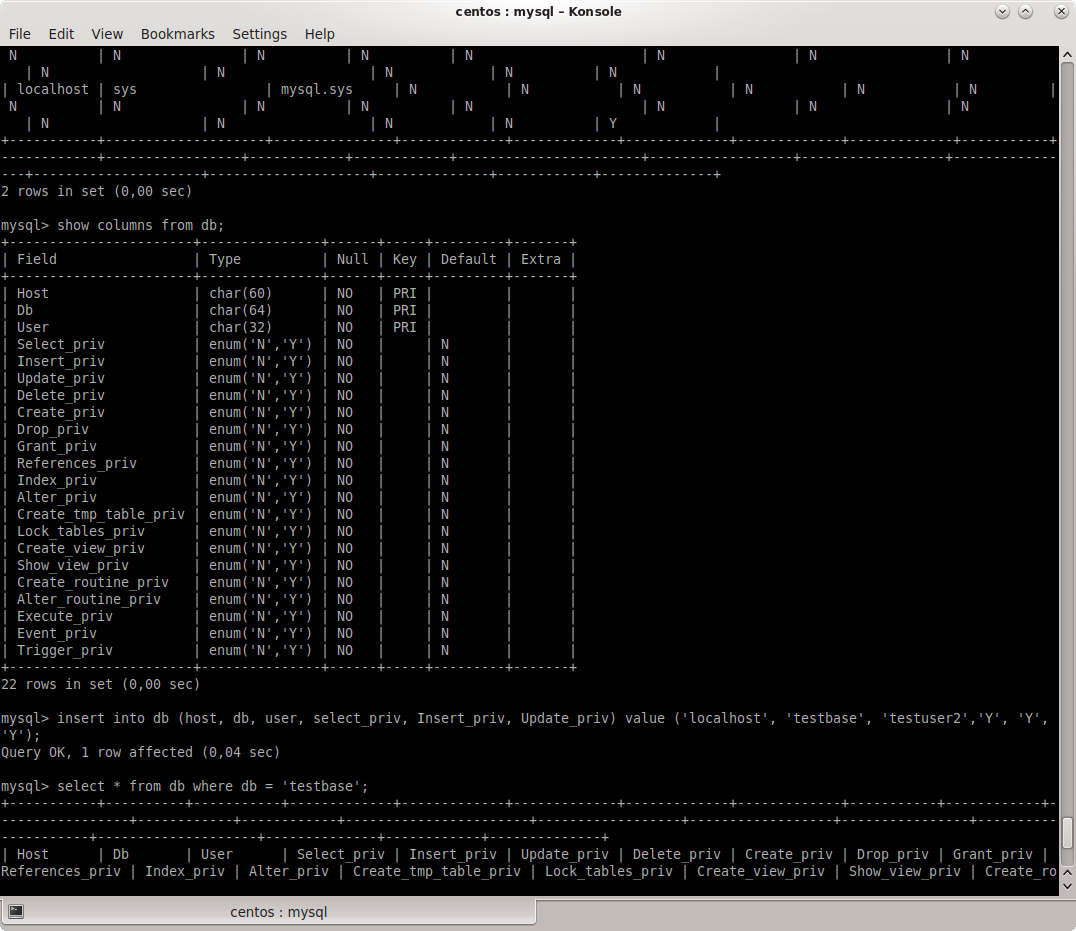 centos : mysql – Konsole
File Edit View Bookmarks Settings Help
N | N | N | N | N | N | N | N
| N | N | N | N | N |
| localhost | sys | mysql.sys | N | N | N | N | N | N |
N | N | N | N | N | N | N | N
| N | N | N | N | Y |
+-----------+--------------------+---------------+-------------+-------------+-------------+-------------+-------------+-----------+
------------+-----------------+------------+------------+-----------------------+------------------+------------------+-------------
---+---------------------+--------------------+--------------+------------+--------------+
2 rows in set (0,00 sec)
mysql> show columns from db;
+-----------------------+---------------+------+-----+---------+-------+
| Field | Type | Null | Key | Default | Extra |
+-----------------------+---------------+------+-----+---------+-------+
| Host | char(60) | NO | PRI | | |
| Db | char(64) | NO | PRI | | |
| User | char(32) | NO | PRI | | |
| Select_priv | enum('N','Y') | NO | | N | |
| Insert_priv | enum('N','Y') | NO | | N | |
| Update_priv | enum('N','Y') | NO | | N | |
| Delete_priv | enum('N','Y') | NO | | N | |
| Create_priv | enum('N','Y') | NO | | N | |
| Drop_priv | enum('N','Y') | NO | | N | |
| Grant_priv | enum('N','Y') | NO | | N | |
| References_priv | enum('N','Y') | NO | | N | |
| Index_priv | enum('N','Y') | NO | | N | |
| Alter_priv | enum('N','Y') | NO | | N | |
| Create_tmp_table_priv | enum('N','Y') | NO | | N | |
| Lock_tables_priv | enum('N','Y') | NO | | N | |
| Create_view_priv | enum('N','Y') | NO | | N | |
| Show_view_priv | enum('N','Y') | NO | | N | |
| Create_routine_priv | enum('N','Y') | NO | | N | |
| Alter_routine_priv | enum('N','Y') | NO | | N | |
| Execute_priv | enum('N','Y') | NO | | N | |
| Event_priv | enum('N','Y') | NO | | N | |
| Trigger_priv | enum('N','Y') | NO | | N | |
+-----------------------+---------------+------+-----+---------+-------+
22 rows in set (0,00 sec)
mysql> insert into db (host, db, user, select_priv, Insert_priv, Update_priv) value ('localhost', 'testbase', 'testuser2','Y', 'Y',
'Y');
Query OK, 1 row affected (0,04 sec)
mysql> select * from db where db = 'testbase';
+-----------+----------+-----------+-------------+-------------+-------------+-------------+-------------+-----------+------------+-
----------------+------------+------------+-----------------------+------------------+------------------+----------------+----------
-----------+--------------------+--------------+------------+--------------+
| Host | Db | User | Select_priv | Insert_priv | Update_priv | Delete_priv | Create_priv | Drop_priv | Grant_priv |
References_priv | Index_priv | Alter_priv | Create_tmp_table_priv | Lock_tables_priv | Create_view_priv | Show_view_priv | Create_ro
centos : mysql